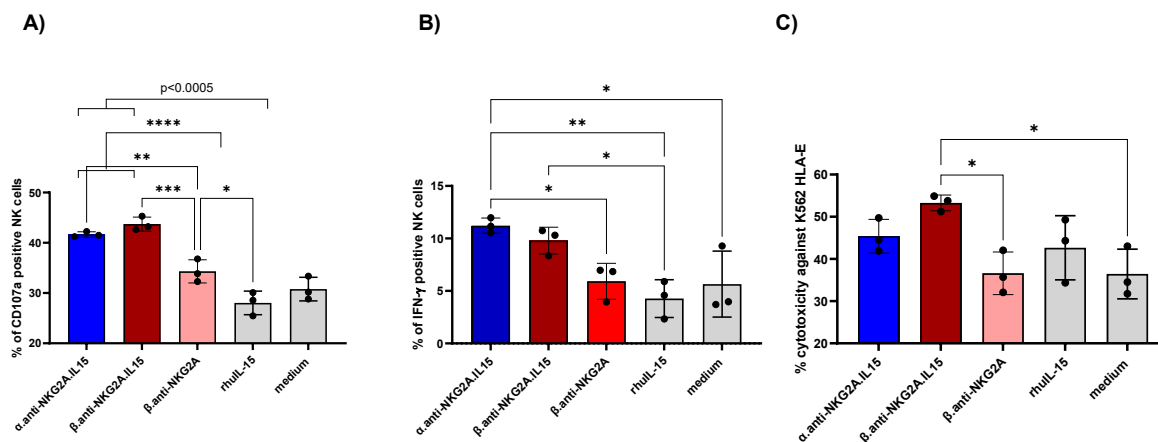 A)
p<0.0005
****
**
***
*
% of CD107a positive NK cells
50
40
30
20
α.anti-NKG2A.IL15
β.anti-NKG2A.IL15
β.anti-NKG2A
rhuIL-15
medium
B)
*
**
*
*
% of IFN-γ positive NK cells
15
10
5
0
α.anti-NKG2A.IL15
β.anti-NKG2A.IL15
β.anti-NKG2A
rhuIL-15
medium
C)
*
*
% cytotoxicity against K562 HLA-E
60
50
40
30
20
α.anti-NKG2A.IL15
β.anti-NKG2A.IL15
β.anti-NKG2A
rhuIL-15
medium